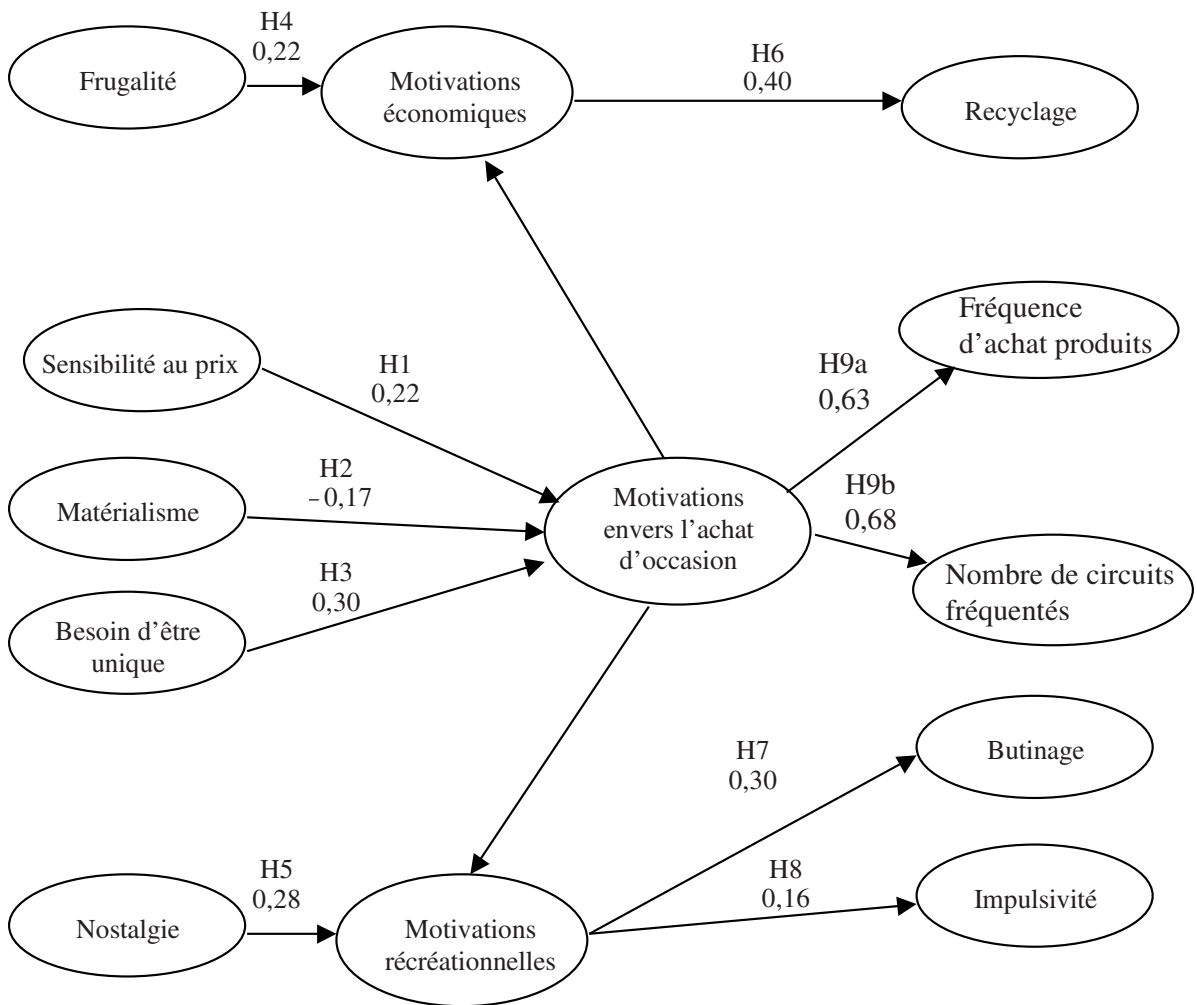 H4
0,22
Frugalité
Motivations
économiques
H6
0,40
Recyclage
Sensibilité au prix
H1
0,22
Fréquence
d’achat produits
H9a
0,63
Matérialisme
H2
– 0,17
Motivations
envers l’achat
d’occasion
H9b
0,68
Nombre de circuits
fréquentés
H3
0,30
Besoin d’être
unique
H7
0,30
Butinage
H5
0,28
Nostalgie
Motivations
récréationnelles
H8
0,16
Impulsivité